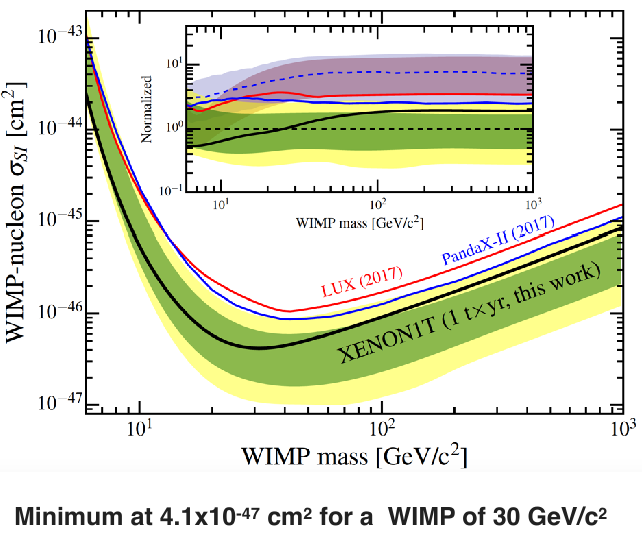 10⁻⁴³
10⁻⁴⁴
10⁻⁴⁵
10⁻⁴⁶
10⁻⁴⁷
WIMP-nucleon σ_SI [cm²]
Normalized
10¹
10⁰
10⁻¹
10¹ 10² 10³
WIMP mass [GeV/c²]
LUX (2017)
PandaX-II (2017)
XENON1T (1 t×yr, this work)
10¹ 10² 10³
WIMP mass [GeV/c²]
Minimum at 4.1x10⁻⁴⁷ cm² for a WIMP of 30 GeV/c²